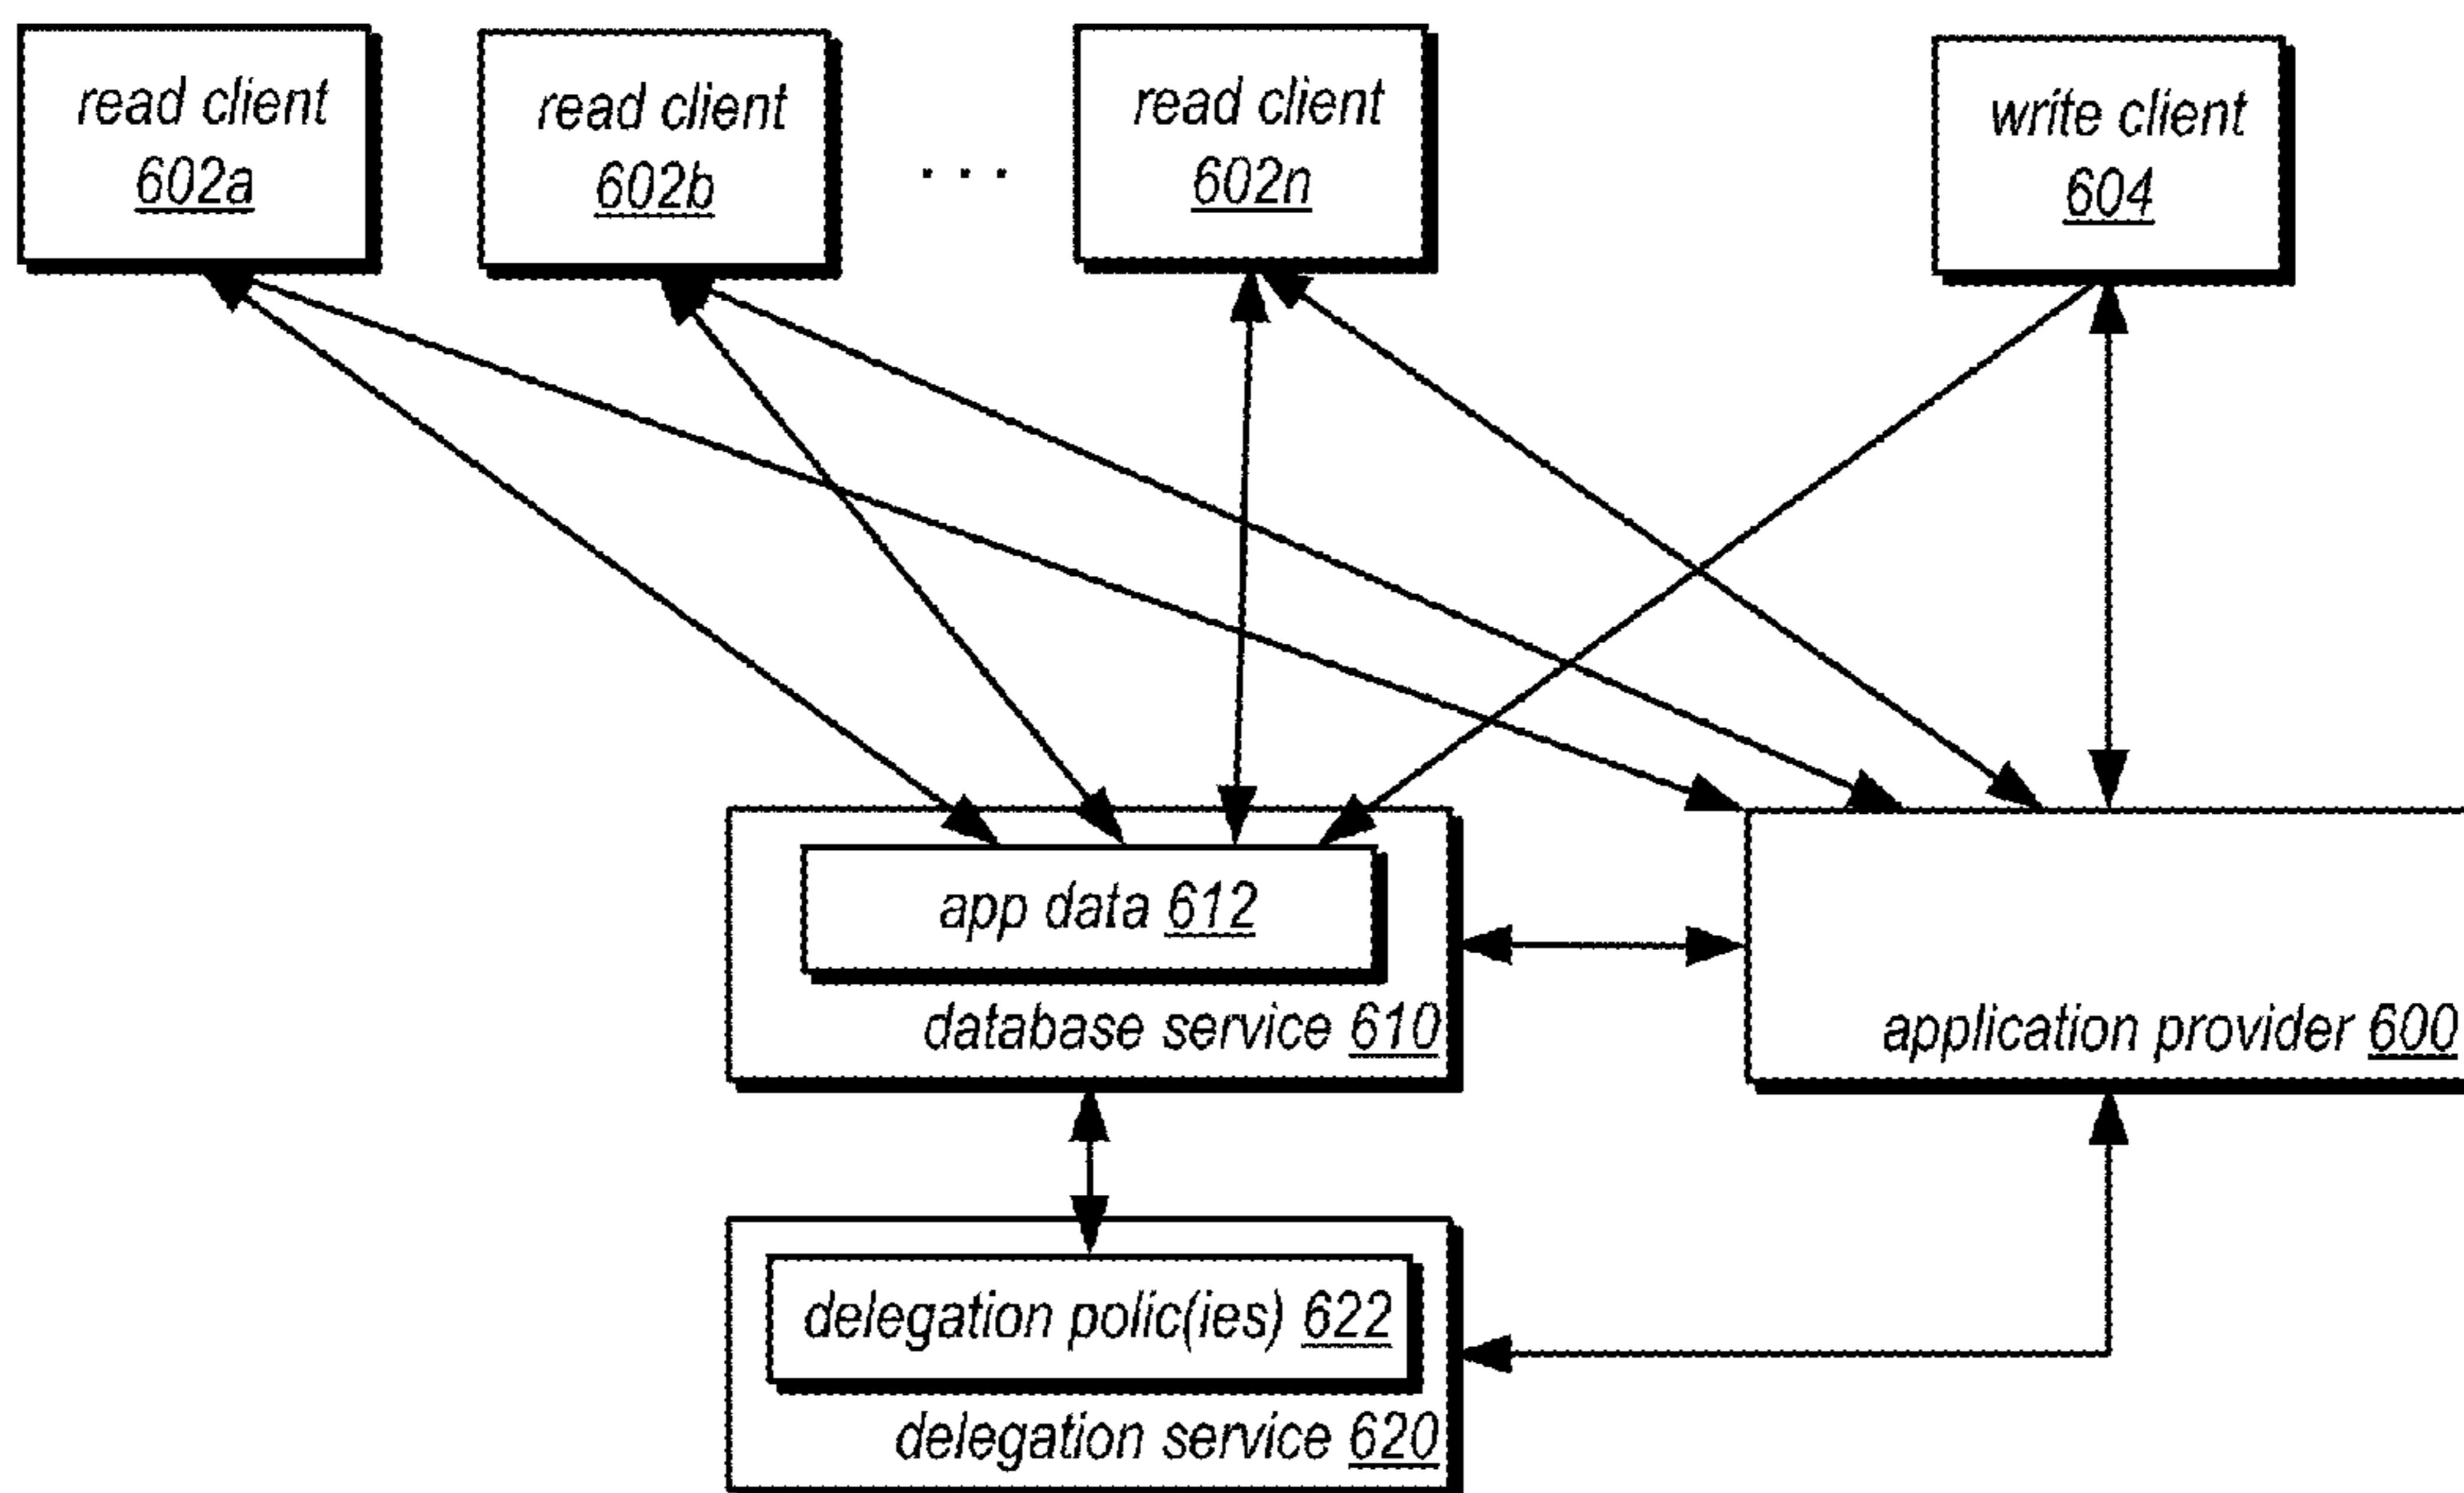 read client
602a
read client
602b
. . .
read client
602n
write client
604
app data 612
database service 610
application provider 600
delegation polic(ies) 622
delegation service 620